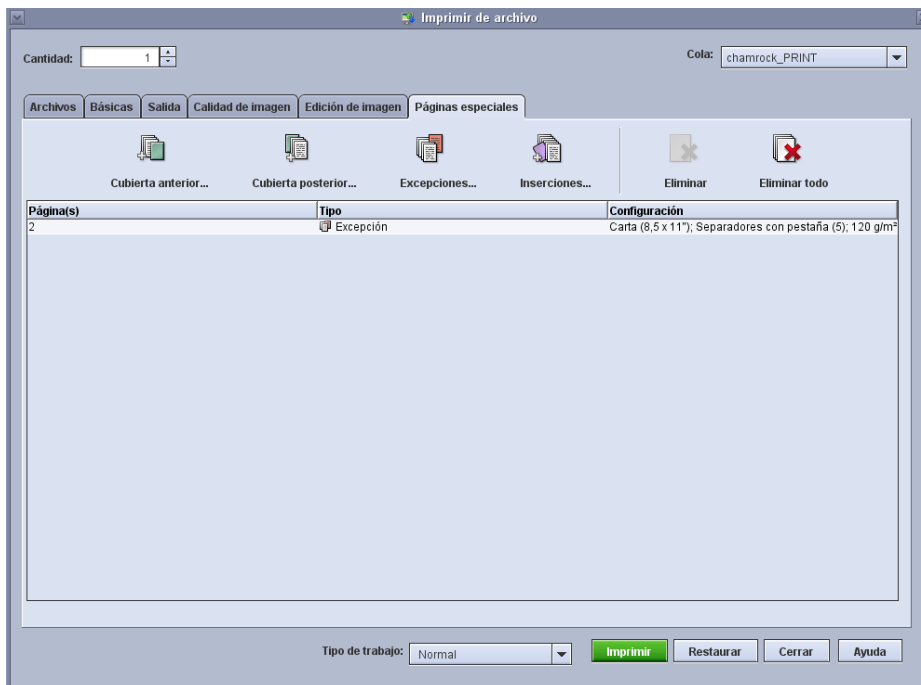 Imprimir de archivo
Cantidad: 1
Cola: chamrock_PRINT
Archivos Básicas Salida Calidad de imagen Edición de imagen Páginas especiales
Cubierta anterior... Cubierta posterior... Excepciones... Inserciones... Eliminar Eliminar todo
Página(s) Tipo Configuración
2 Excepción Carta (8,5 x 11"); Separadores con pestaña (5); 120 g/m²
Tipo de trabajo: Normal Imprimir Restaurar Cerrar Ayuda